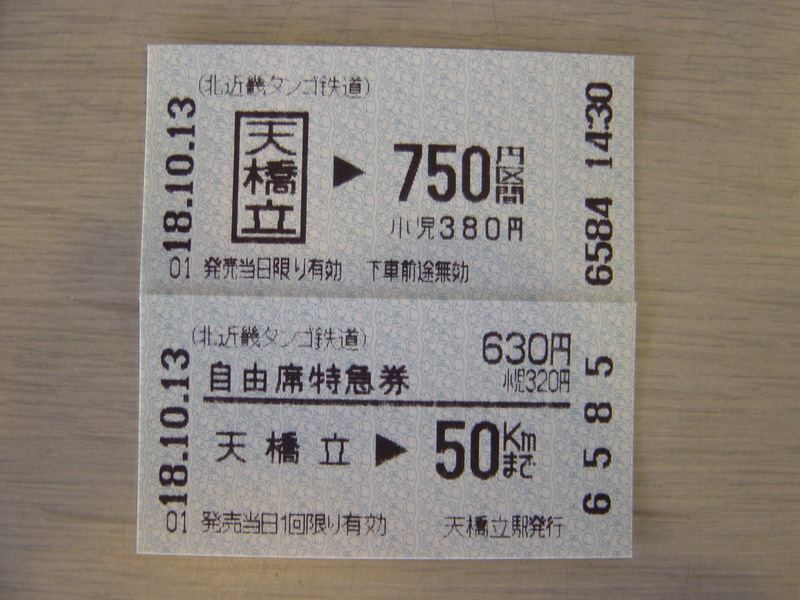 (北近畿タンゴ鉄道)
18.10.13
天橋立 ▶ 750円区間
小児380円
6584 14:30
01 発売当日限り有効 下車前途無効
(北近畿タンゴ鉄道)
630円
自由席特急券
小児320円
18.10.13
天橋立 ▶ 50Kmまで
6585
01 発売当日1回限り有効 天橋立駅発行